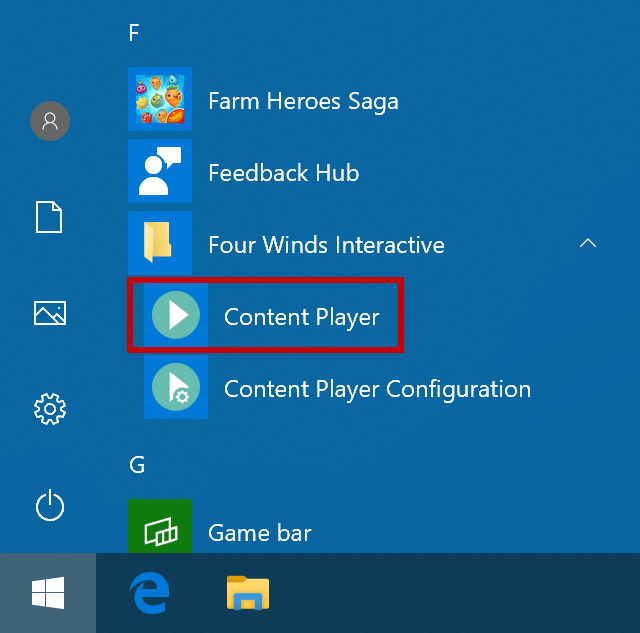 F
Farm Heroes Saga
Feedback Hub
Four Winds Interactive
Content Player
Content Player Configuration
G
Game bar